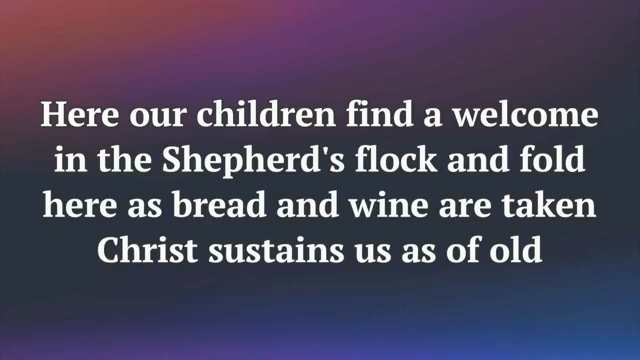 Here our children find a welcome
in the Shepherd's flock and fold
here as bread and wine are taken
Christ sustains us as of old